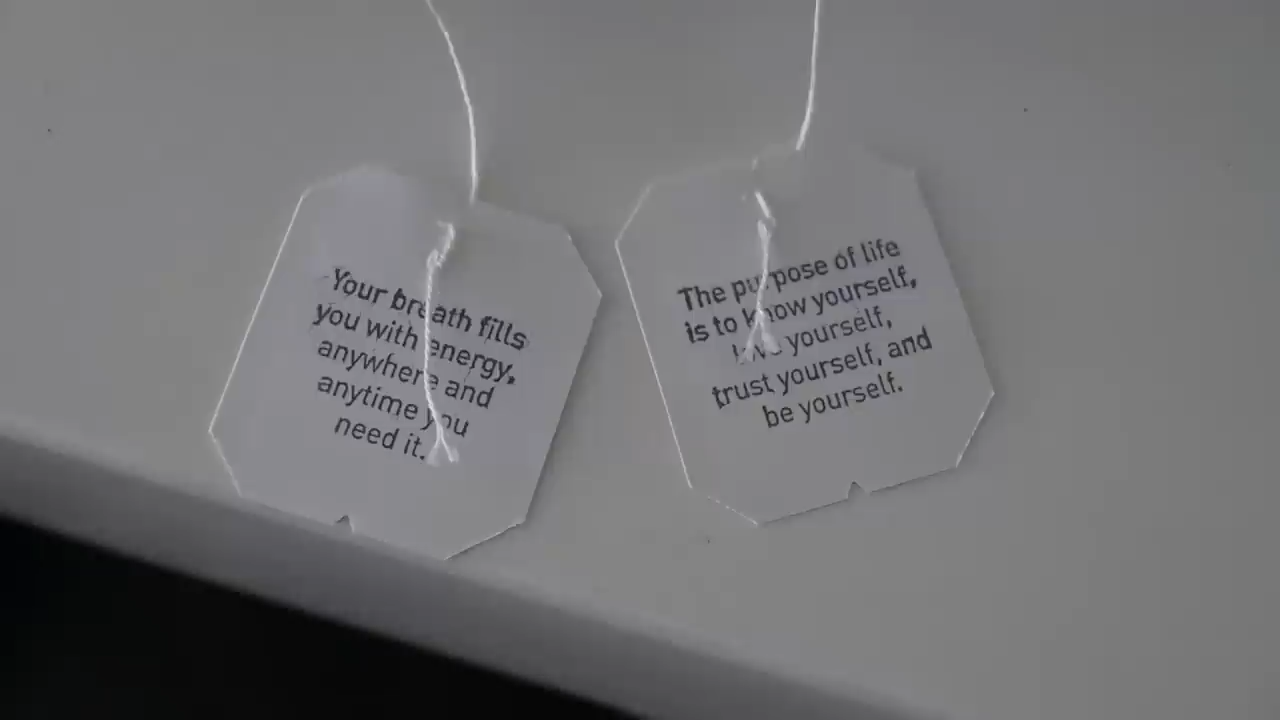 Your breath fills
you with energy,
anywhere and
anytime you
need it.
The purpose of life
is to know yourself,
love yourself,
trust yourself, and
be yourself.